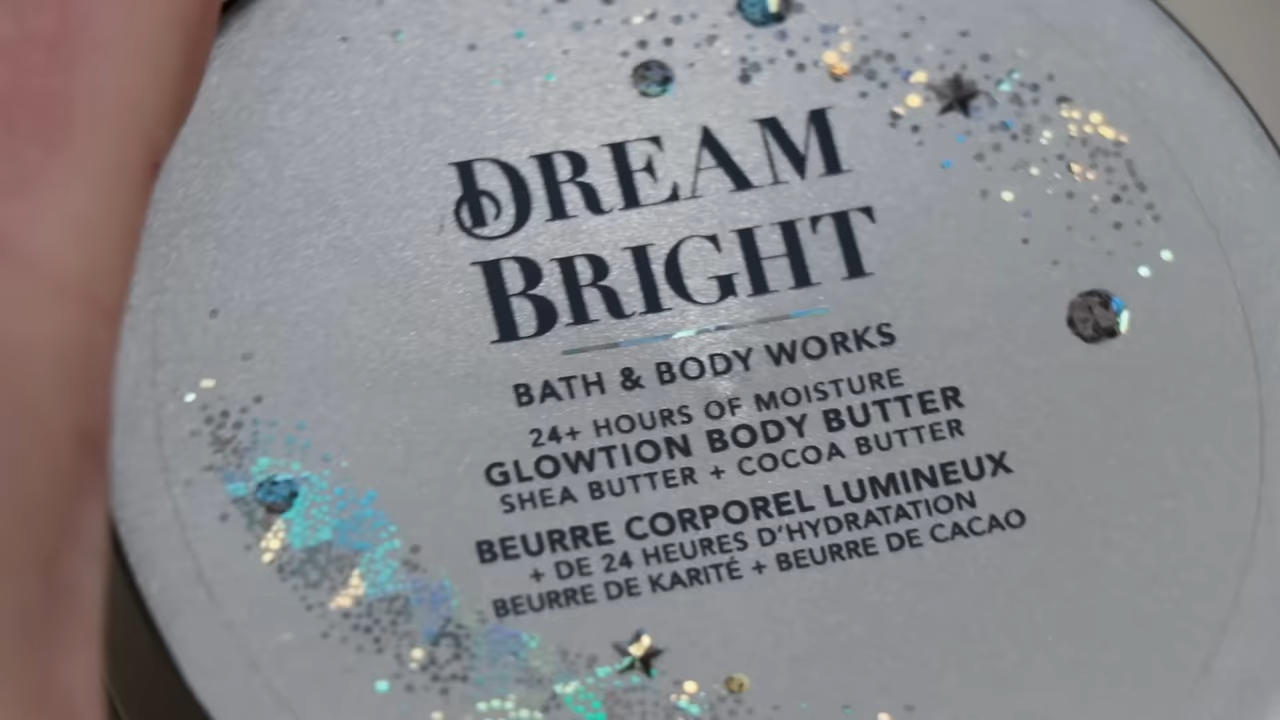 DREAM
BRIGHT
BATH & BODY WORKS
24+ HOURS OF MOISTURE
GLOWTION BODY BUTTER
SHEA BUTTER + COCOA BUTTER
BEURRE CORPOREL LUMINEUX
+ DE 24 HEURES D'HYDRATATION
BEURRE DE KARITÉ + BEURRE DE CACAO